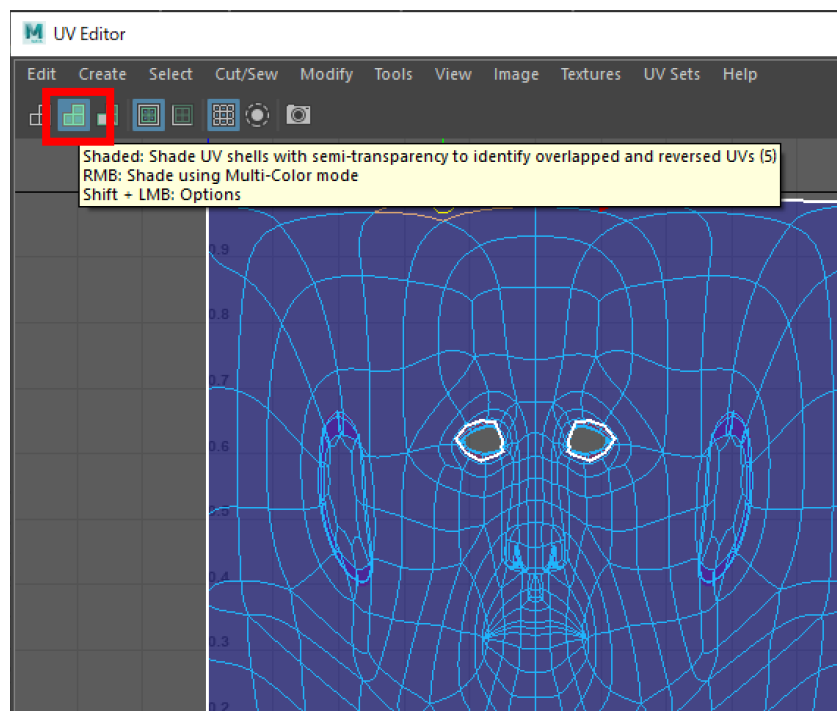 UV Editor
Edit Create Select Cut/Sew Modify Tools View Image Textures UV Sets Help
Shaded: Shade UV shells with semi-transparency to identify overlapped and reversed UVs (5)
RMB: Shade using Multi-Color mode
Shift + LMB: Options
0.9
0.8
0.7
0.6
0.5
0.4
0.3
0.2